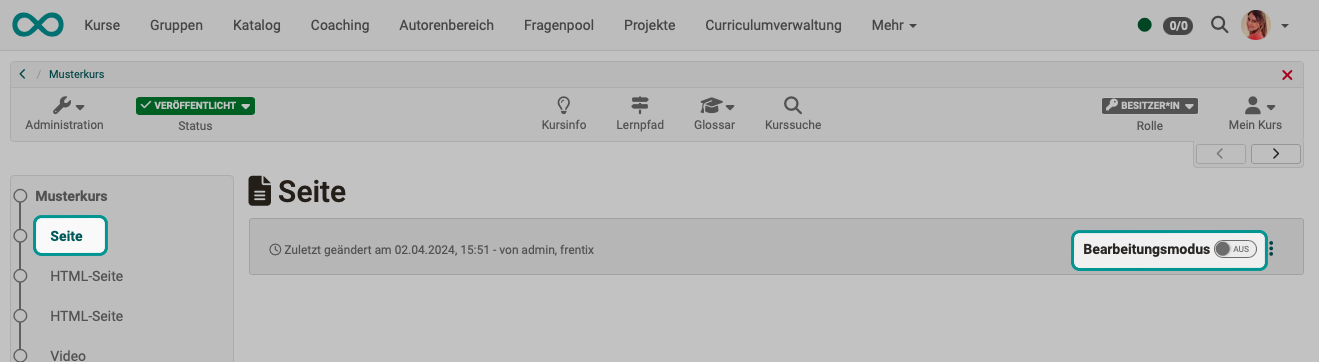 Kurse Gruppen Katalog Coaching Autorenbereich Fragenpool Projekte Curriculumverwaltung Mehr 0/0
/ Musterkurs
VERÖFFENTLICHT BESITZER*IN
Administration Status Kursinfo Lernpfad Glossar Kurssuche Rolle Mein Kurs
Musterkurs
Seite
HTML-Seite
HTML-Seite
Video
Seite
Zuletzt geändert am 02.04.2024, 15:51 - von admin, frentix
Bearbeitungsmodus AUS